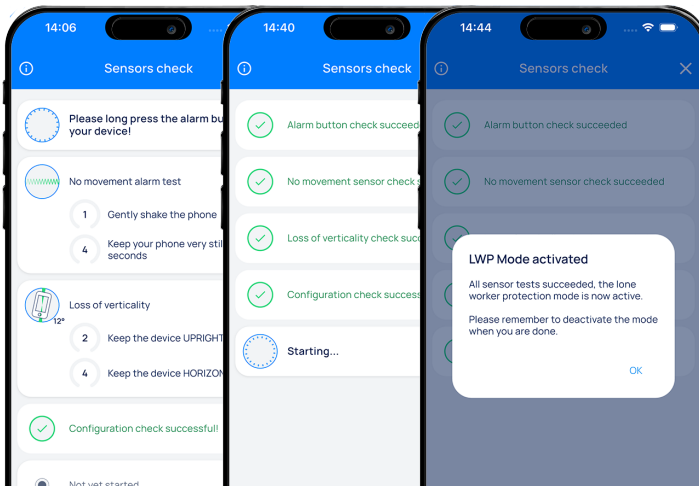 14:06
Sensors check
Please long press the alarm bu
your device!
No movement alarm test
1 Gently shake the phone
4 Keep your phone very stil
seconds
Loss of verticality
12°
2 Keep the device UPRIGHT
4 Keep the device HORIZON
Configuration check successful!
Not yet started
14:40
Sensors check
Alarm button check succeed
No movement sensor check s
Loss of verticality check succ
Configuration check success
Starting...
14:44
Sensors check
Alarm button check succeeded
No movement sensor check succeeded
LWP Mode activated
All sensor tests succeeded, the lone
worker protection mode is now active.
Please remember to deactivate the mode
when you are done.
OK